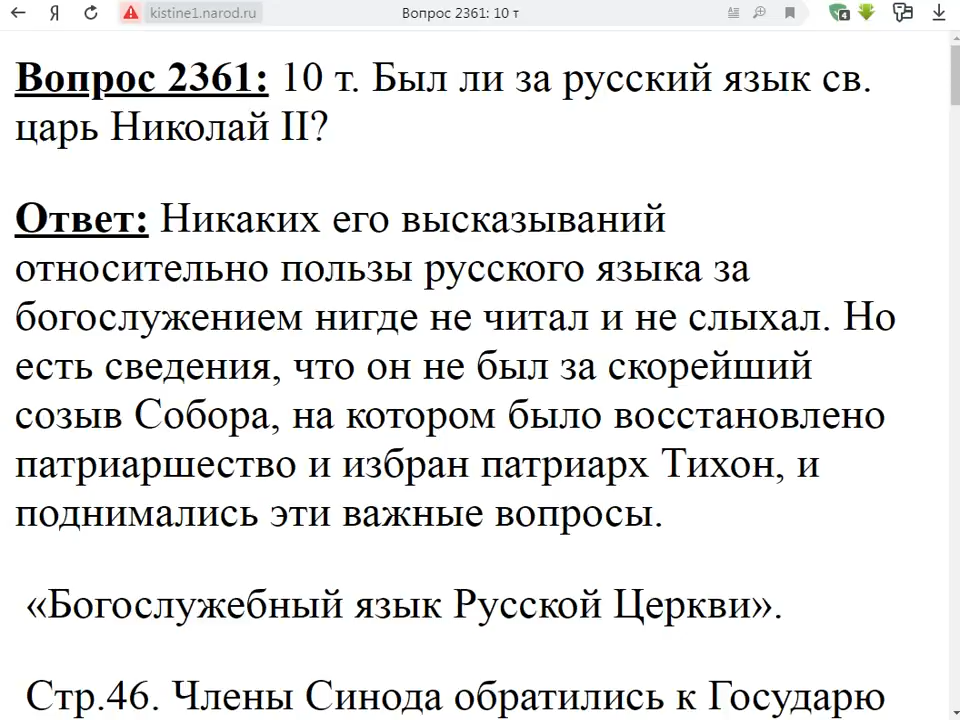 Я kistine1.narod.ru Вопрос 2361: 10 т 4
Вопрос 2361: 10 т. Был ли за русский язык св.
царь Николай II?
Ответ: Никаких его высказываний
относительно пользы русского языка за
богослужением нигде не читал и не слыхал. Но
есть сведения, что он не был за скорейший
созыв Собора, на котором было восстановлено
патриаршество и избран патриарх Тихон, и
поднимались эти важные вопросы.
«Богослужебный язык Русской Церкви».
Стр.46. Члены Синода обратились к Государю